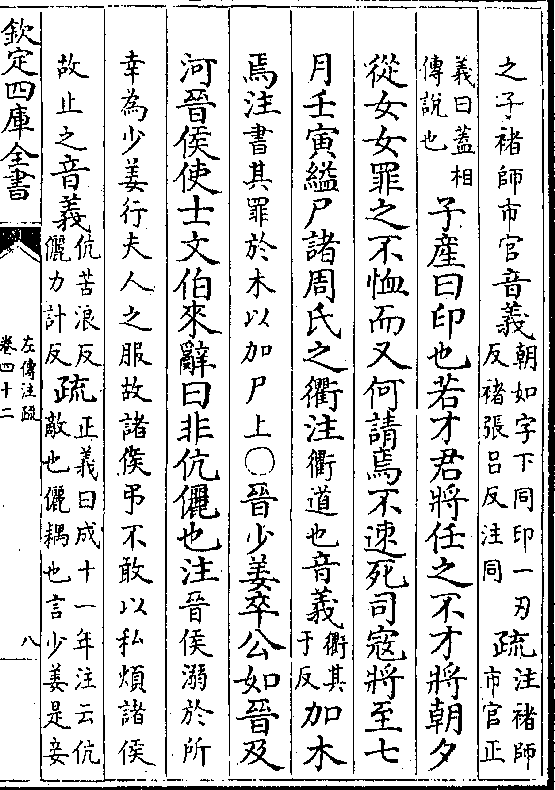 之子褚師市官音義朝如字下同印一刃反褚張呂反注同疏注褚師市官正
義曰蓋相傳說也子產曰印也若才君將任之不才將朝夕
從女女罪之不恤而又何請焉不速死司寇將至七
月壬寅縊尸諸周氏之衢注衢道也音義衢其于反加木
焉注書其罪於木以加尸上○晉少姜卒公如晉及
河晉侯使士文伯來辭曰非伉儷也注晉侯溺於所
幸為少姜行夫人之服故諸侯弔不敢以私煩諸侯
故止之音義伉苦浪反儷力計反疏正義曰成十一年注云伉敵也儷耦也言少姜是妾
欽定四庫全書
左傳注疏
卷四十二
八